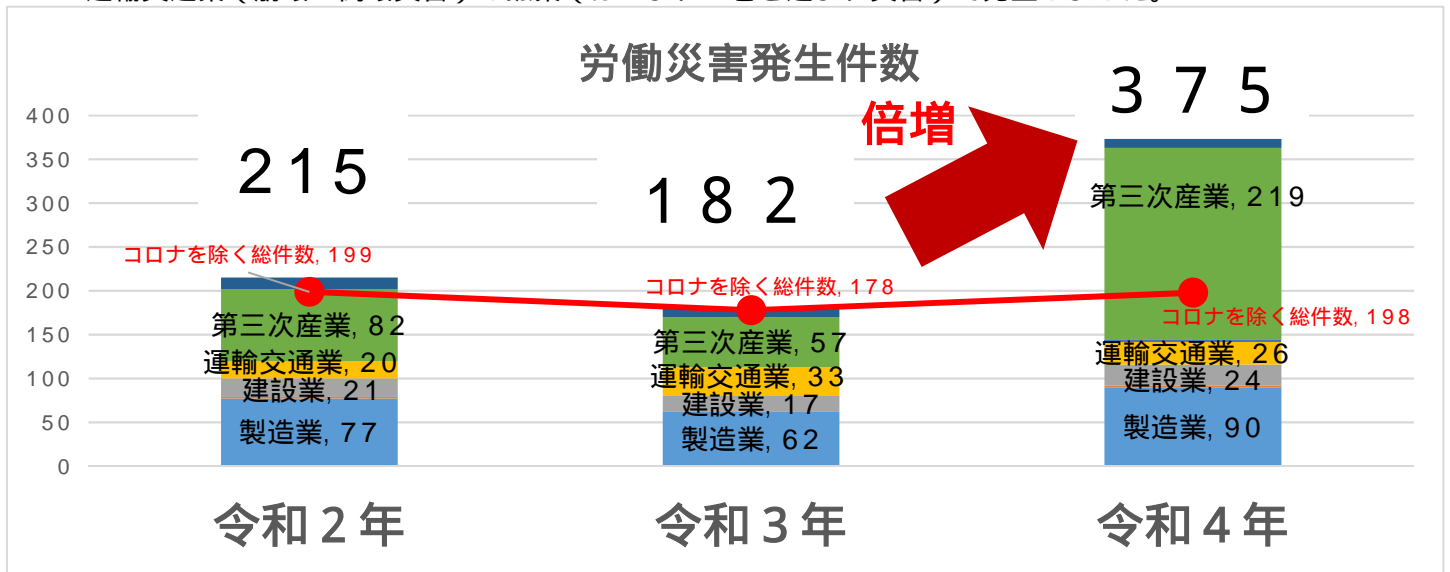 労働災害発生件数
倍増
215
182
375
400
350
300
250
200
150
100
50
0
コロナを除く総件数, 199
コロナを除く総件数, 178
コロナを除く総件数, 198
第三次産業, 82
運輸交通業, 20
建設業, 21
製造業, 77
第三次産業, 57
運輸交通業, 33
建設業, 17
製造業, 62
第三次産業, 219
運輸交通業, 26
建設業, 24
製造業, 90
令和2年
令和3年
令和4年